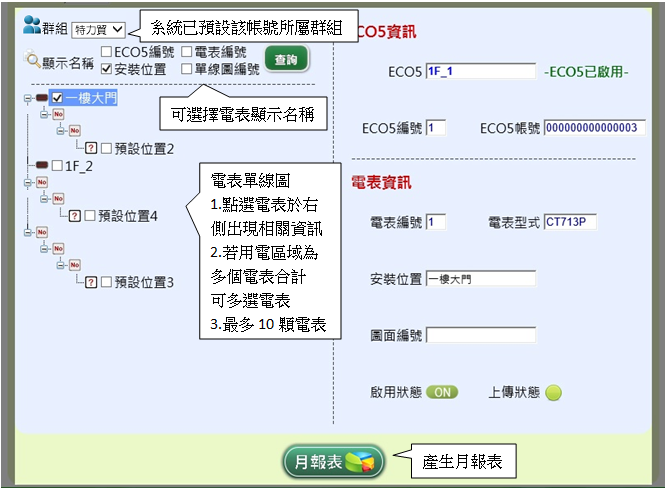 群組 特力貿
系統已預設該帳號所屬群組
ECO5資訊
顯示名稱
ECO5編號 電表編號
安裝位置 單線圖編號
查詢
ECO5 1F_1 -ECO5已啟用-
一樓大門
可選擇電表顯示名稱
ECO5編號 1 ECO5帳號 000000000000003
No
No
? 預設位置2
1F_2
No
No
? 預設位置4
No
No
? 預設位置3
電表單線圖
1.點選電表於右
側出現相關資訊
2.若用電區域為
多個電表合計
可多選電表
3.最多10顆電表
電表資訊
電表編號 1 電表型式 CT713P
安裝位置 一樓大門
圖面編號
啟用狀態 ON 上傳狀態
月報表
產生月報表